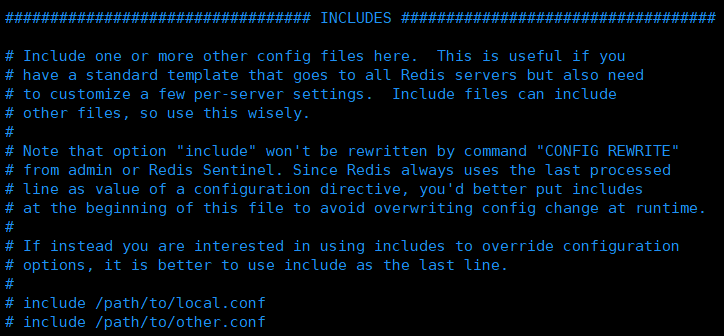 ################################## INCLUDES ###################################
# Include one or more other config files here.  This is useful if you
# have a standard template that goes to all Redis servers but also need
# to customize a few per-server settings.  Include files can include
# other files, so use this wisely.
#
# Note that option "include" won't be rewritten by command "CONFIG REWRITE"
# from admin or Redis Sentinel. Since Redis always uses the last processed
# line as value of a configuration directive, you'd better put includes
# at the beginning of this file to avoid overwriting config change at runtime.
#
# If instead you are interested in using includes to override configuration
# options, it is better to use include as the last line.
#
# include /path/to/local.conf
# include /path/to/other.conf